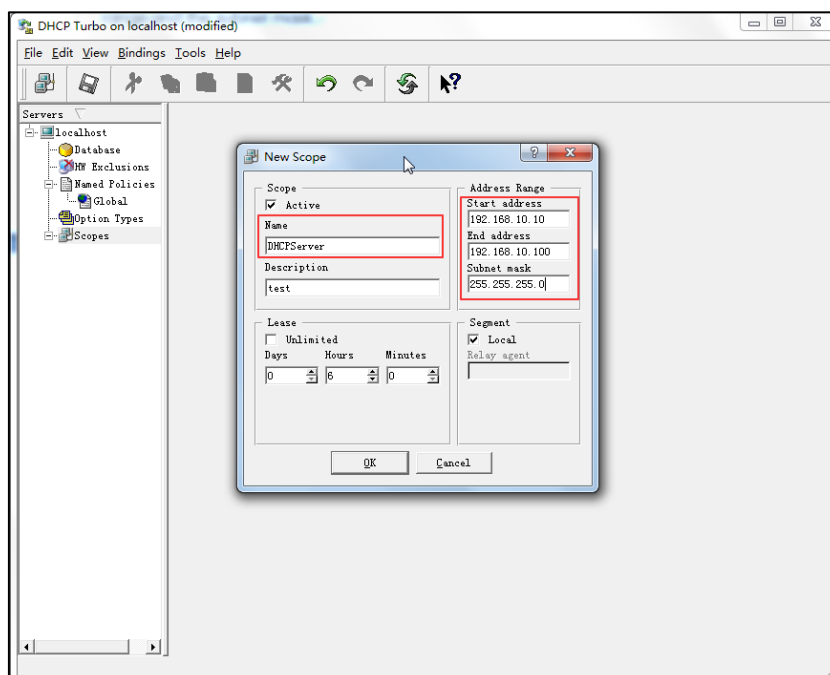 DHCP Turbo on localhost (modified)
File Edit View Bindings Tools Help
Servers
localhost
Database
HW Exclusions
Named Policies
Global
Option Types
Scopes
New Scope
Scope
Active
Name
DHCPServer
Description
test
Address Range
Start address
192.168.10.10
End address
192.168.10.100
Subnet mask
255.255.255.0
Lease
Unlimited
Days Hours Minutes
0 6 0
Segment
Local
Relay agent
OK Cancel